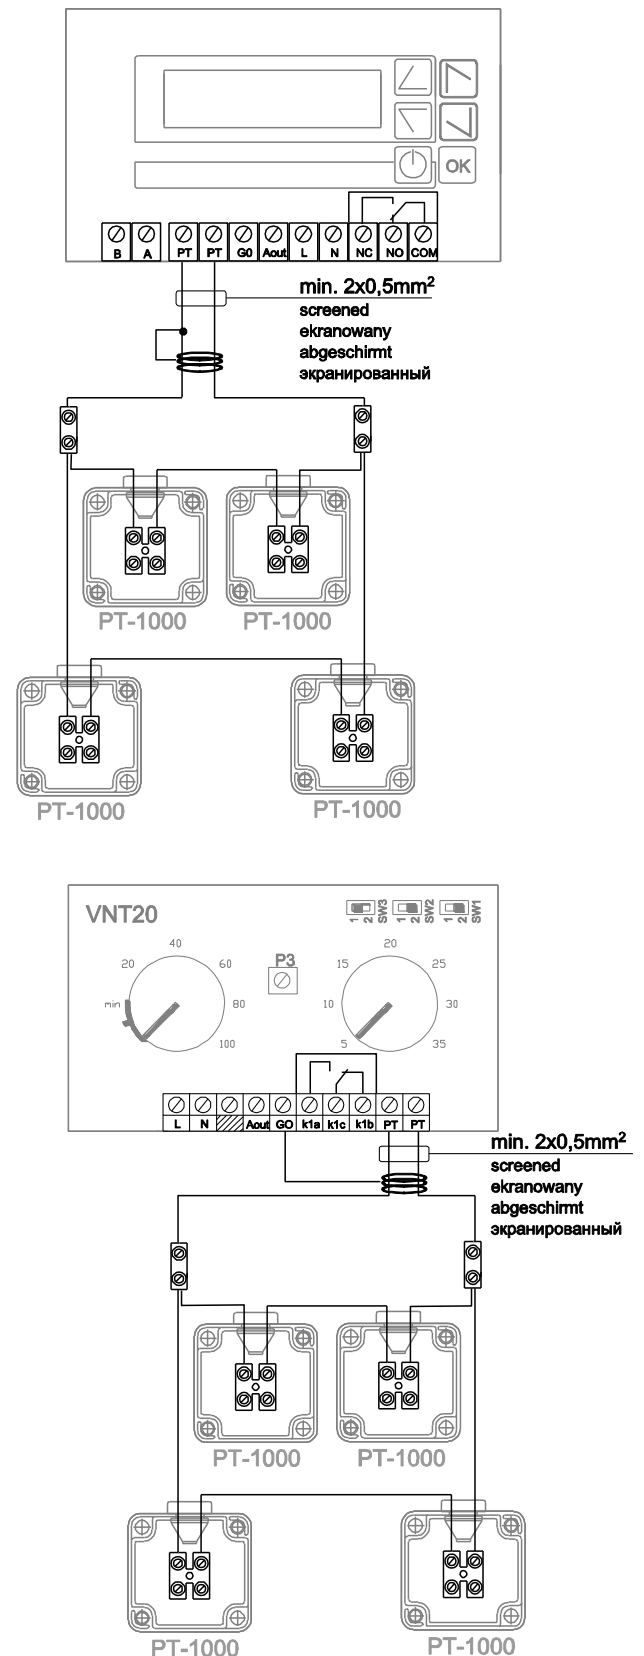 OK
B A PT PT G0 Aout L N NC NO COM
min. 2x0,5mm²
screened
ekranowany
abgeschirmt
экранированный
PT-1000 PT-1000
PT-1000 PT-1000
VNT20
1 2 SW3 1 2 SW2 1 2 SW1
P3
min 20 40 60 80 100
5 10 15 20 25 30 35
L N Aout GO k1a k1c k1b PT PT
min. 2x0,5mm²
screened
ekranowany
abgeschirmt
экранированный
PT-1000 PT-1000
PT-1000 PT-1000